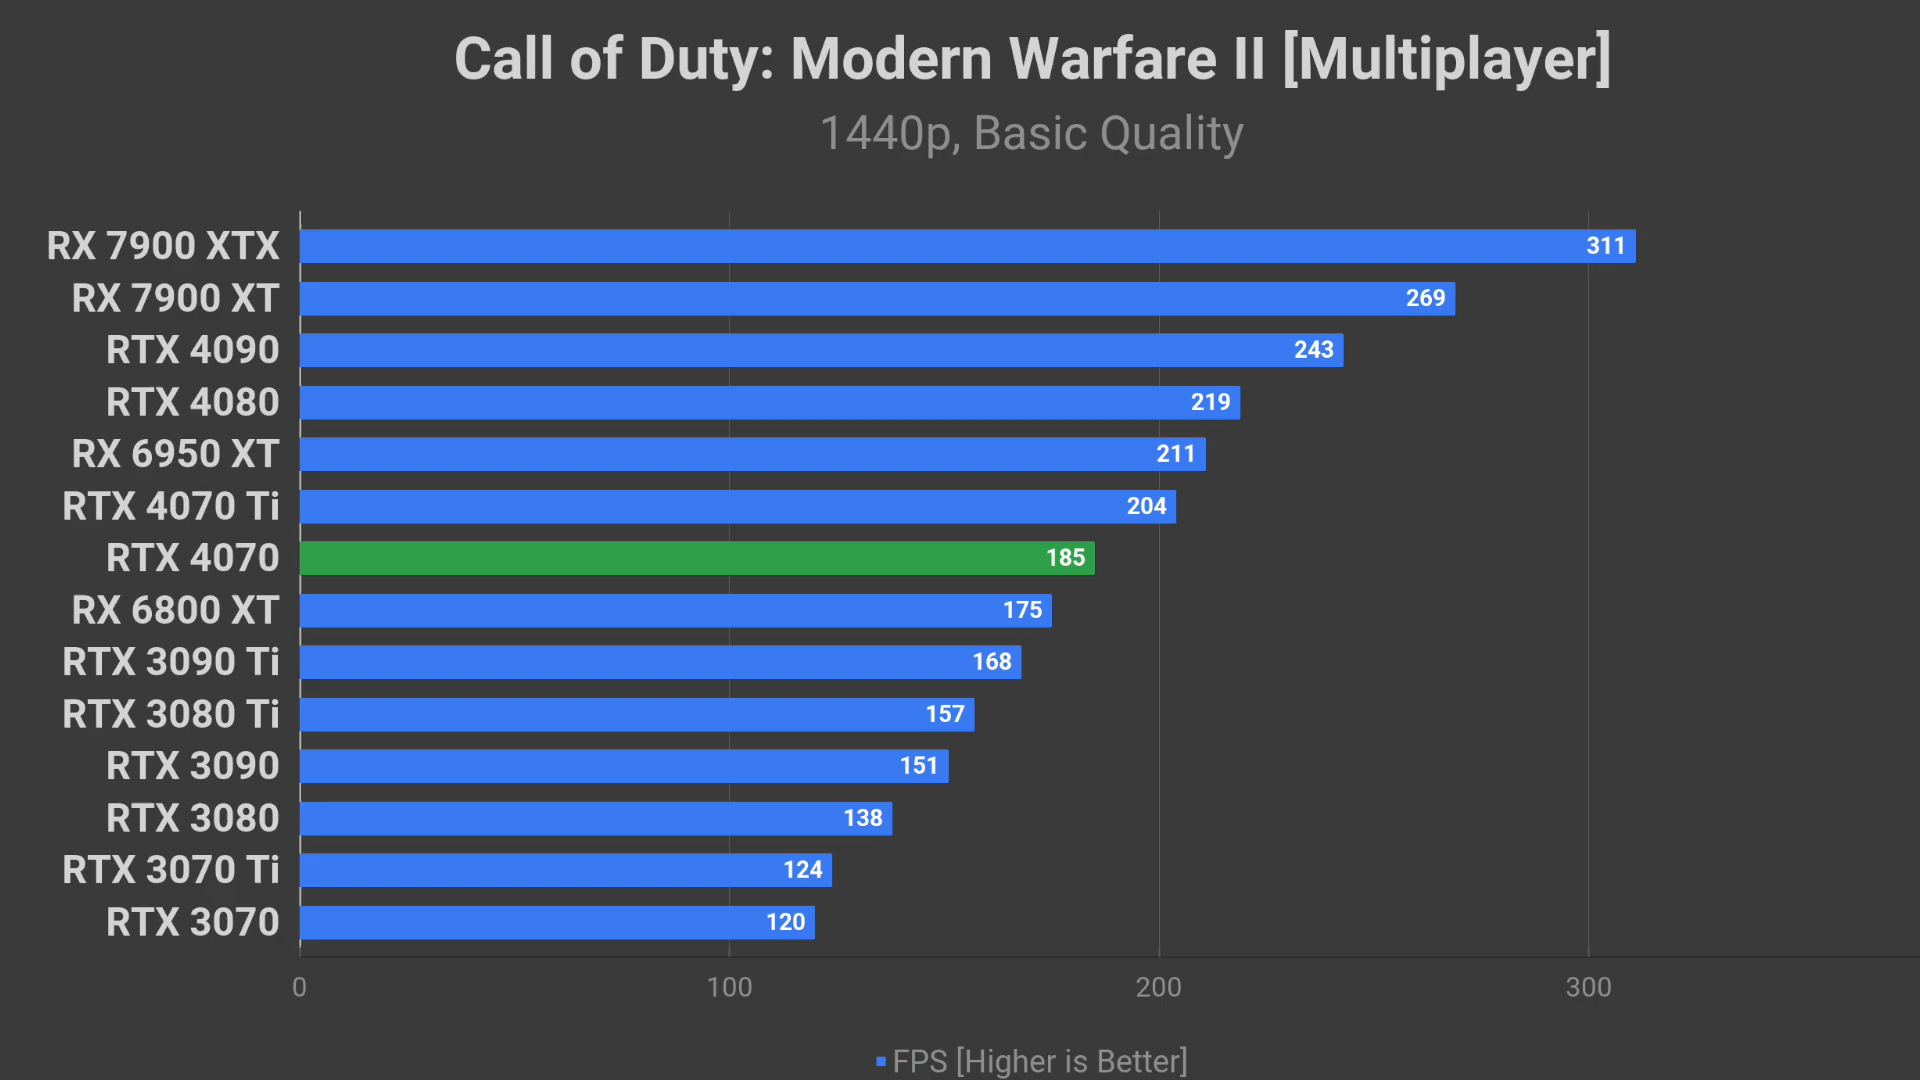 Call of Duty: Modern Warfare II [Multiplayer]
1440p, Basic Quality
RX 7900 XTX 311
RX 7900 XT 269
RTX 4090 243
RTX 4080 219
RX 6950 XT 211
RTX 4070 Ti 204
RTX 4070 185
RX 6800 XT 175
RTX 3090 Ti 168
RTX 3080 Ti 157
RTX 3090 151
RTX 3080 138
RTX 3070 Ti 124
RTX 3070 120
0 100 200 300
FPS [Higher is Better]